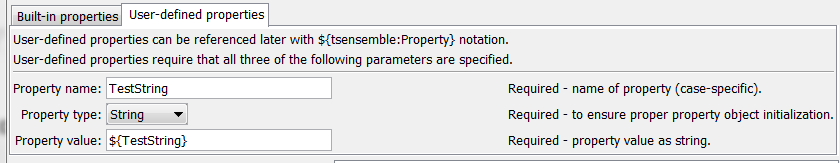 Built-in properties User-defined properties
User-defined properties can be referenced later with ${tsensemble:Property} notation.
User-defined properties require that all three of the following parameters are specified.
Property name: TestString Required - name of property (case-specific).
Property type: String Required - to ensure proper property object initialization.
Property value: ${TestString} Required - property value as string.